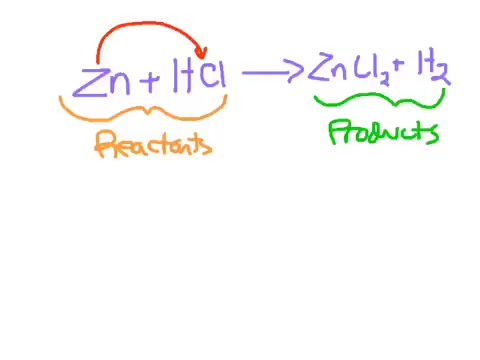 Zn + HCl → ZnCl₂ + H₂
Reactants
Products